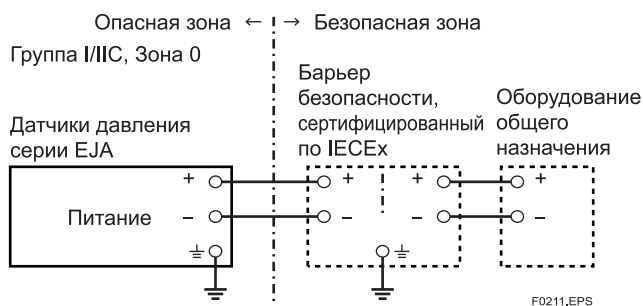 Опасная зона ← → Безопасная зона
Группа I/IIC, Зона 0
Барьер
безопасности,
сертифицированный
по IECEx
Оборудование
общего
назначения
Датчики давления
серии EJA
Питание
+
–
+
–
+
–
+
–
F0211.EPS